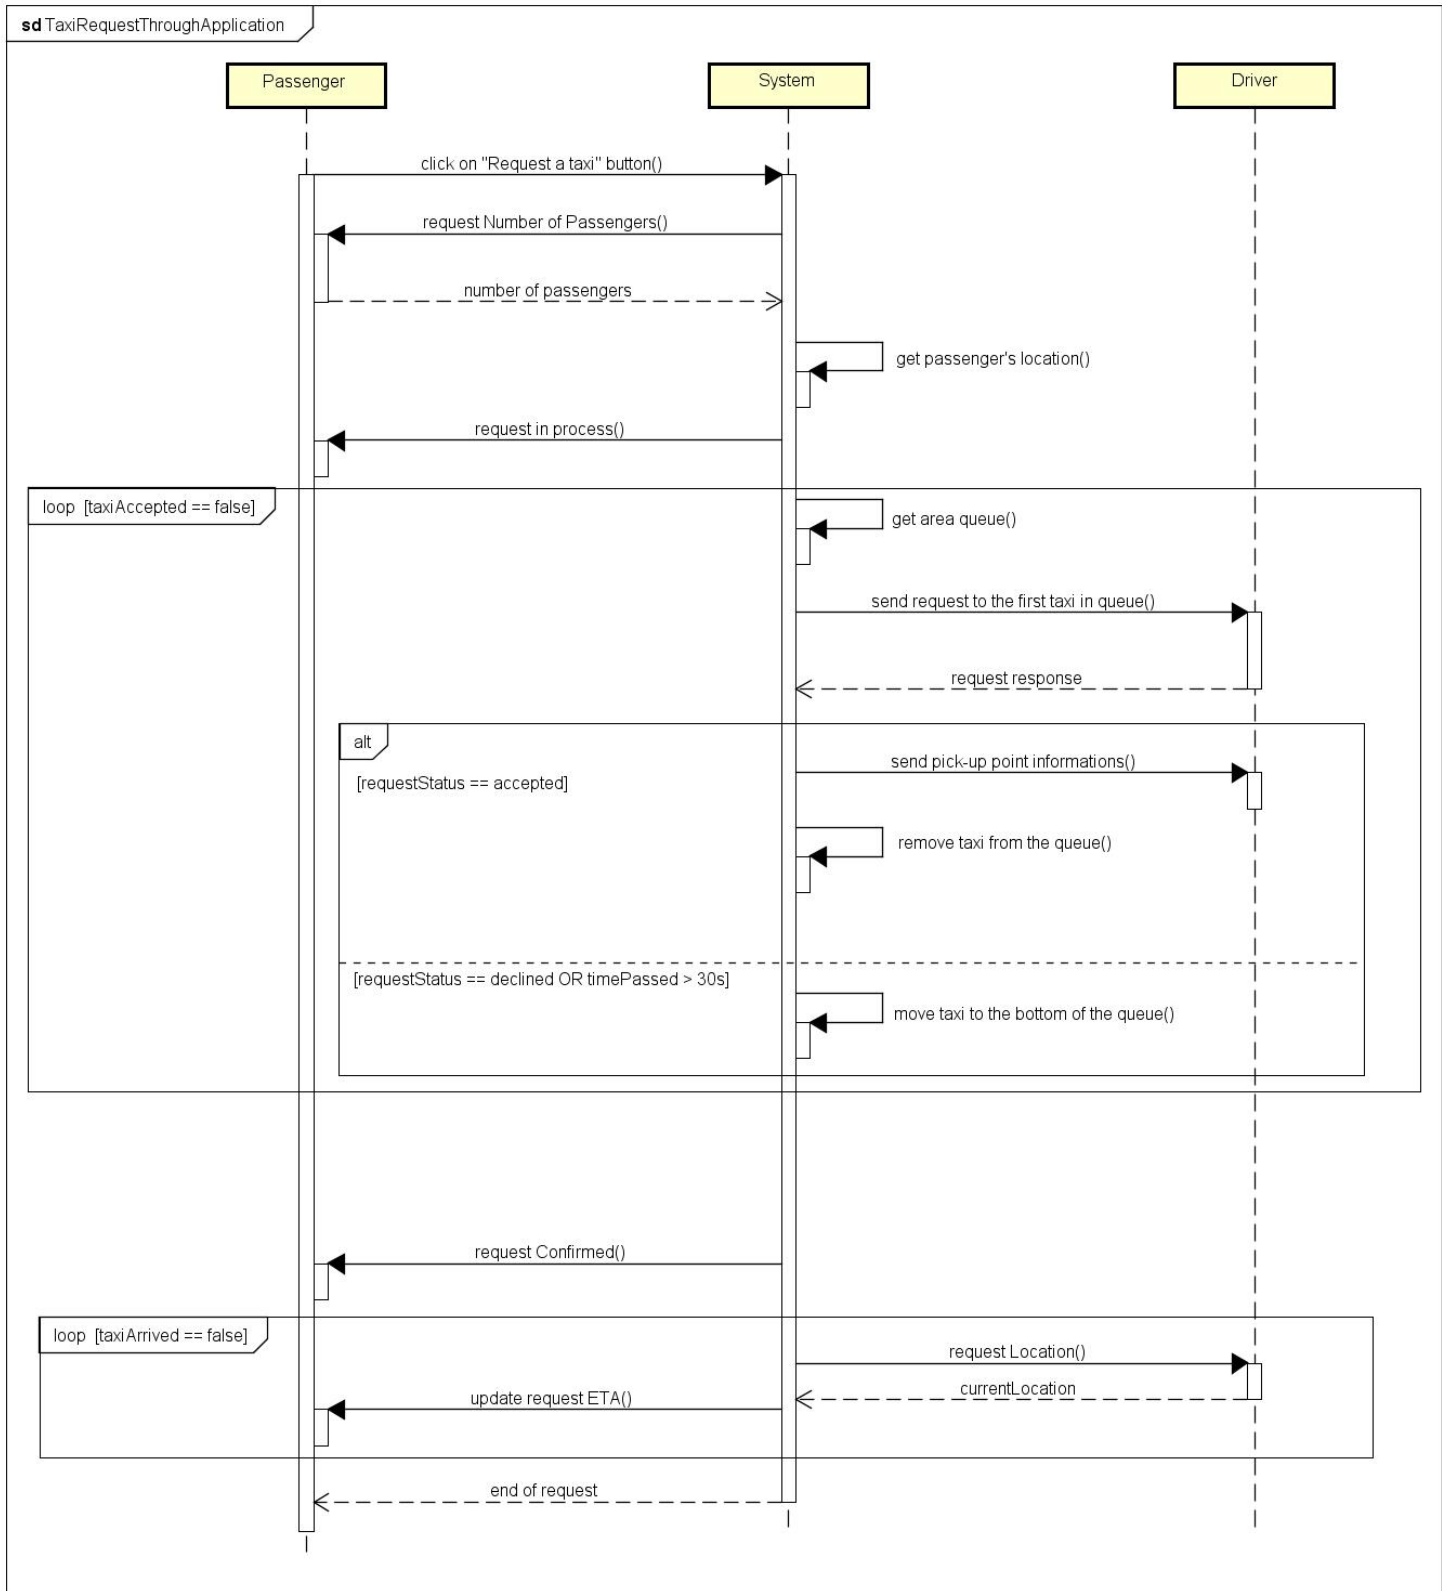 sd TaxiRequestThroughApplication
Passenger
System
Driver
click on "Request a taxi" button()
request Number of Passengers()
number of passengers
get passenger's location()
request in process()
loop [taxiAccepted == false]
get area queue()
send request to the first taxi in queue()
request response
alt
send pick-up point informations()
[requestStatus == accepted]
remove taxi from the queue()
[requestStatus == declined OR timePassed > 30s]
move taxi to the bottom of the queue()
request Confirmed()
loop [taxiArrived == false]
request Location()
currentLocation
update request ETA()
end of request